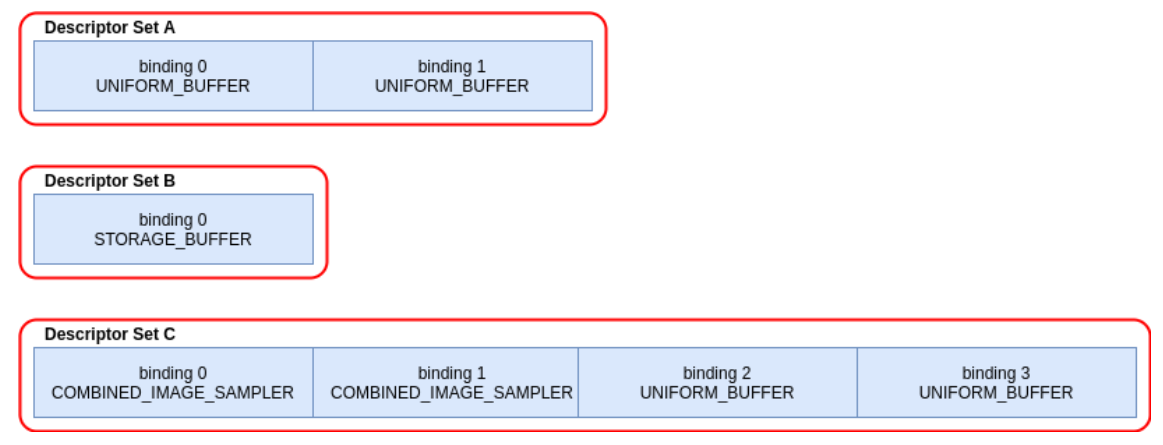 Descriptor Set A
binding 0
UNIFORM_BUFFER
binding 1
UNIFORM_BUFFER
Descriptor Set B
binding 0
STORAGE_BUFFER
Descriptor Set C
binding 0
COMBINED_IMAGE_SAMPLER
binding 1
COMBINED_IMAGE_SAMPLER
binding 2
UNIFORM_BUFFER
binding 3
UNIFORM_BUFFER